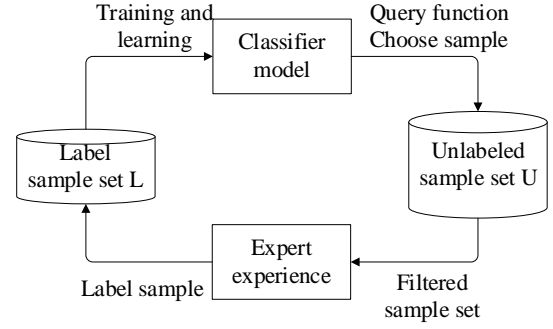 Training and
learning
Classifier
model
Query function
Choose sample
Label
sample set L
Unlabeled
sample set U
Expert
experience
Label sample
Filtered
sample set